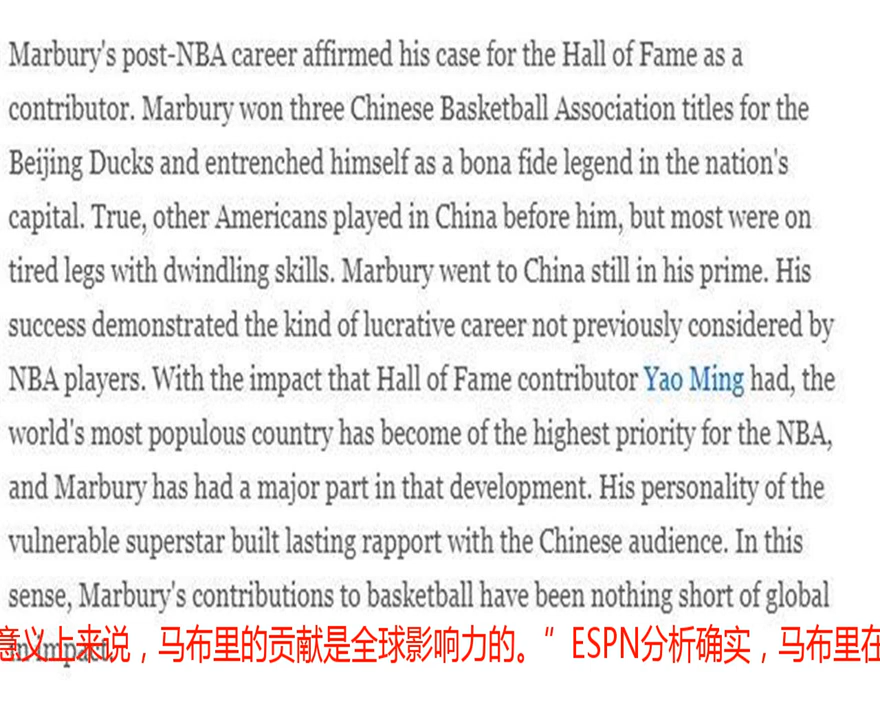 Marbury's post-NBA career affirmed his case for the Hall of Fame as a
contributor. Marbury won three Chinese Basketball Association titles for the
Beijing Ducks and entrenched himself as a bona fide legend in the nation's
capital. True, other Americans played in China before him, but most were on
tired legs with dwindling skills. Marbury went to China still in his prime. His
success demonstrated the kind of lucrative career not previously considered by
NBA players. With the impact that Hall of Fame contributor Yao Ming had, the
world's most populous country has become of the highest priority for the NBA,
and Marbury has had a major part in that development. His personality of the
vulnerable superstar built lasting rapport with the Chinese audience. In this
sense, Marbury's contributions to basketball have been nothing short of global
in impact.
意义上来说，马布里的贡献是全球影响力的。”ESPN分析确实，马布里在